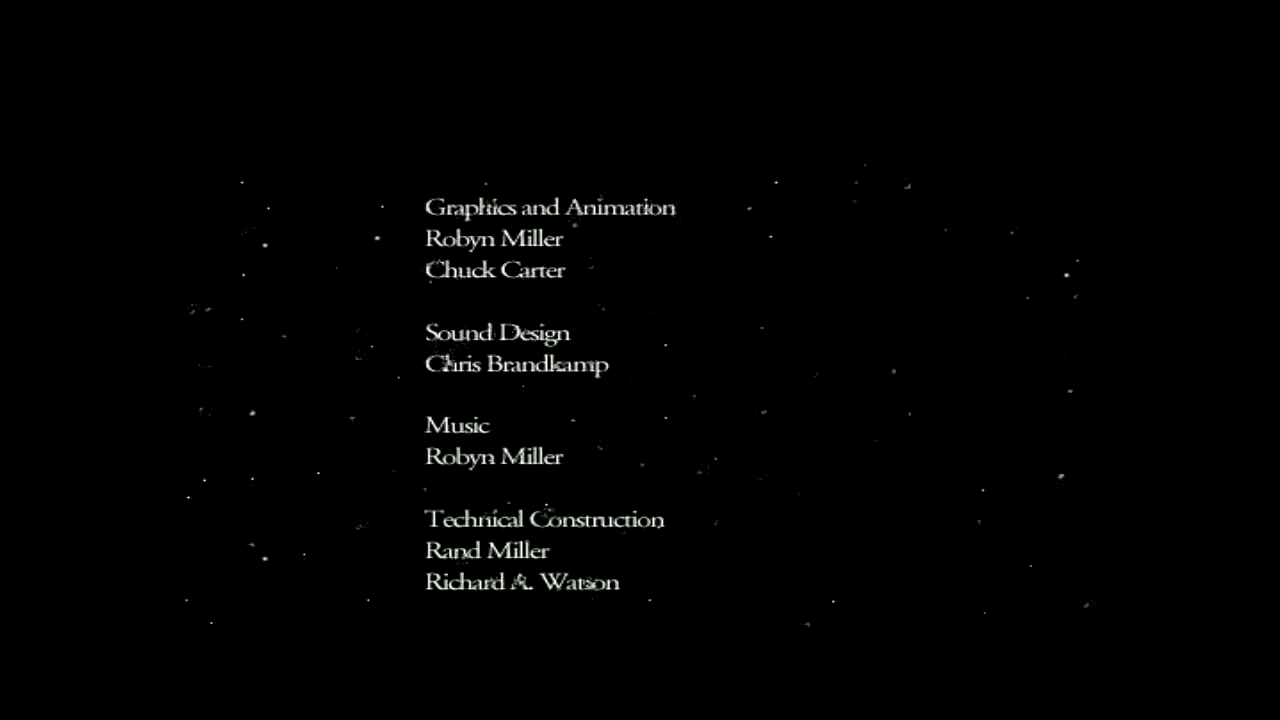 Graphics and Animation
Robyn Miller
Chuck Carter
Sound Design
Chris Brandkamp
Music
Robyn Miller
Technical Construction
Rand Miller
Richard A. Watson